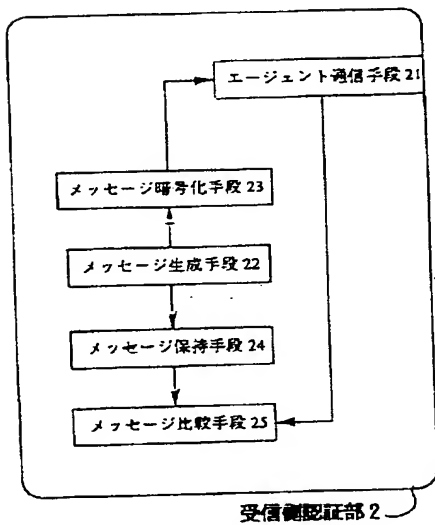 エージェント通信手段21
メッセージ暗号化手段23
メッセージ生成手段22
メッセージ保持手段24
メッセージ比較手段25
受信側認証部2